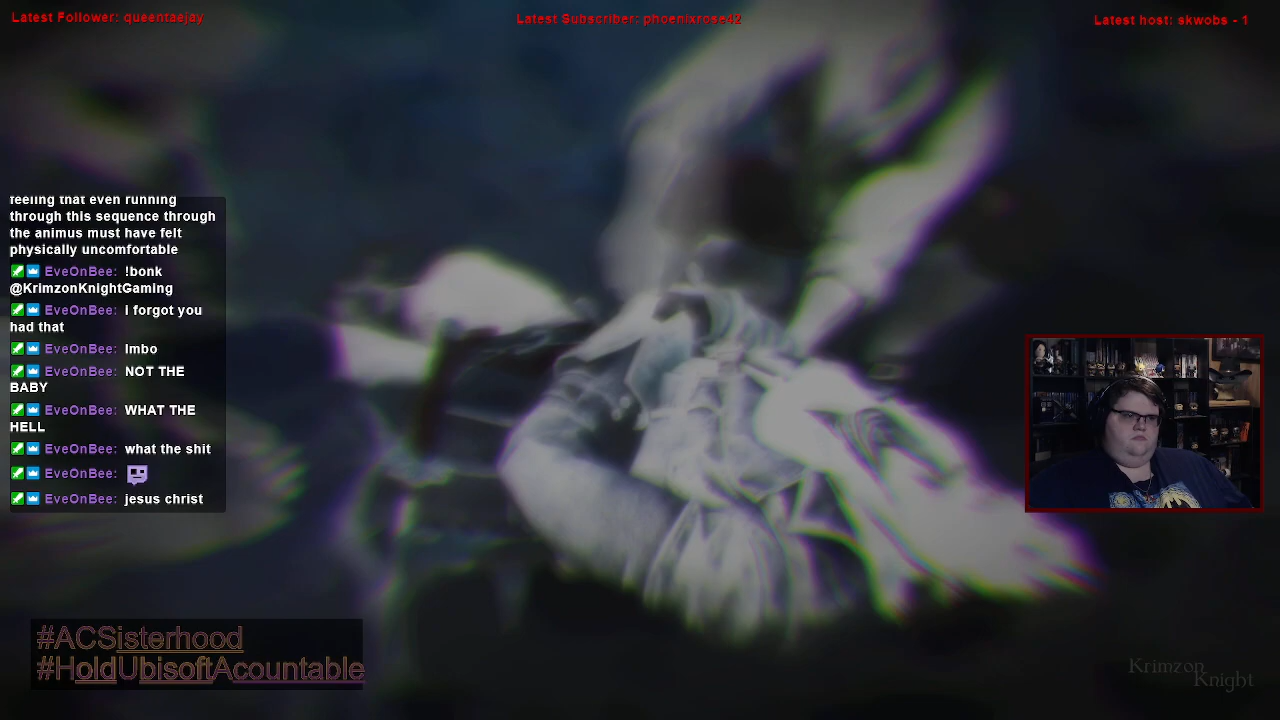 Latest Follower: queentaejay
Latest Subscriber: phoenixrose42
Latest host: skwobs - 1
feeling that even running
through this sequence through
the animus must have felt
physically uncomfortable
EveOnBee: !bonk
@KrimzonKnightGaming
EveOnBee: I forgot you
had that
EveOnBee: lmbo
EveOnBee: NOT THE
BABY
EveOnBee: WHAT THE
HELL
EveOnBee: what the shit
EveOnBee:
EveOnBee: jesus christ
#ACSisterhood
#HoldUbisoftAcountable
Krimzon
Knight